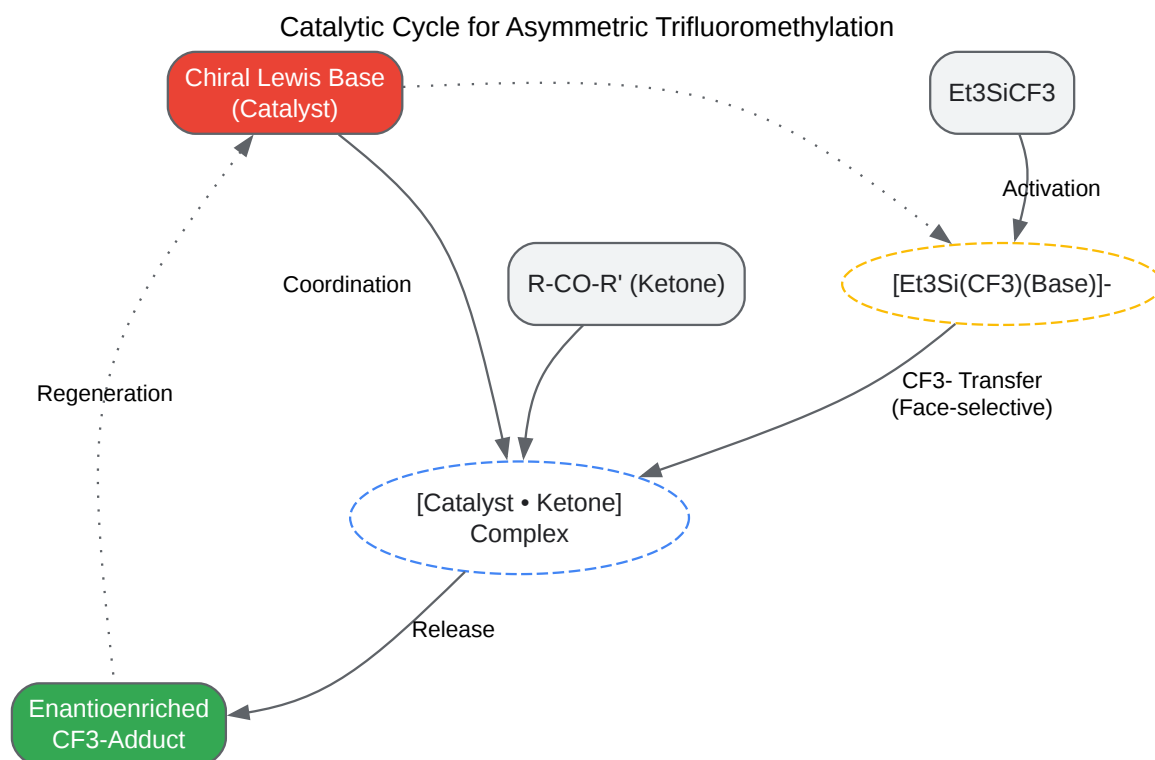 Catalytic Cycle for Asymmetric Trifluoromethylation
Chiral Lewis Base
(Catalyst)
Et3SiCF3
Activation
Coordination
R-CO-R' (Ketone)
[Et3Si(CF3)(Base)]-
Regeneration
CF3- Transfer
(Face-selective)
[Catalyst • Ketone]
Complex
Release
Enantioenriched
CF3-Adduct